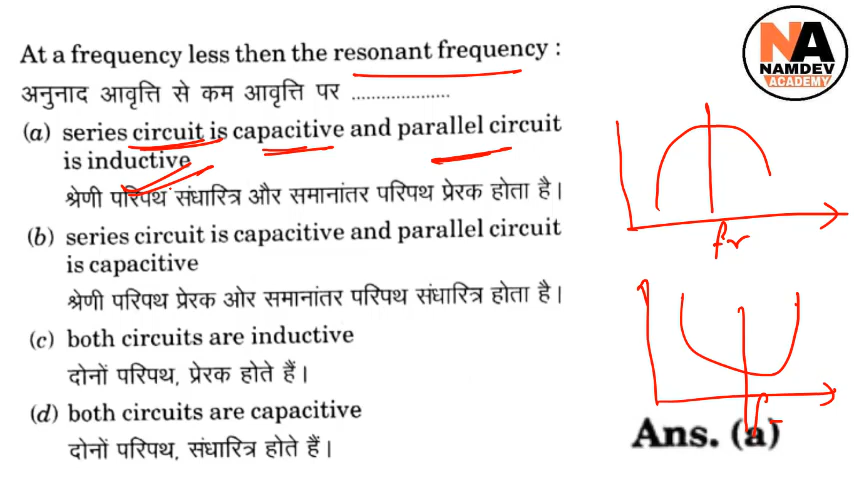 At a frequency less then the resonant frequency :
अनुनाद आवृत्ति से कम आवृत्ति पर ....................
(a) series circuit is capacitive and parallel circuit
is inductive
श्रेणी परिपथ संधारित्र और समानांतर परिपथ प्रेरक होता है।
(b) series circuit is capacitive and parallel circuit
is capacitive
श्रेणी परिपथ प्रेरक ओर समानांतर परिपथ संधारित्र होता है।
(c) both circuits are inductive
दोनों परिपथ, प्रेरक होते हैं।
(d) both circuits are capacitive
दोनों परिपथ, संधारित्र होते हैं।
NA
NAMDEV
ACADEMY
fr
Ans. (a)